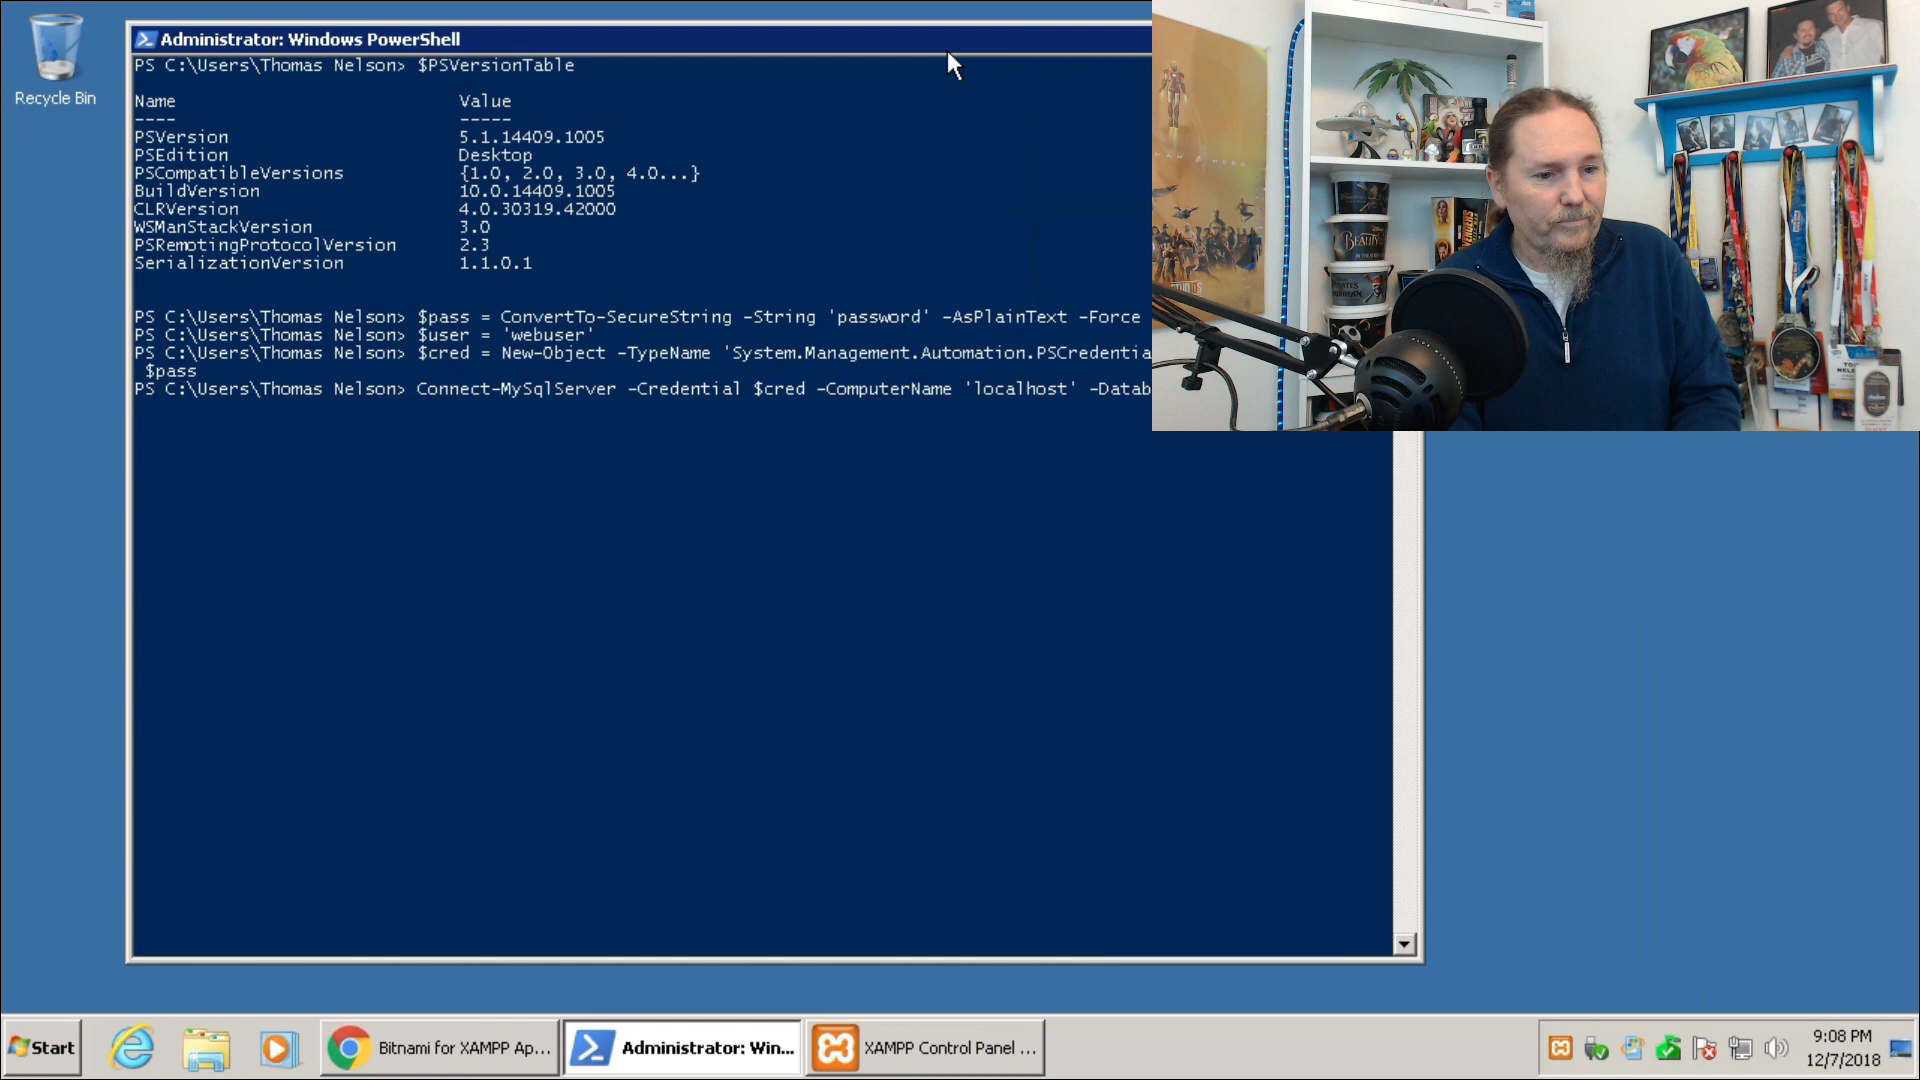 Recycle Bin
Administrator: Windows PowerShell
PS C:\Users\Thomas Nelson> $PSVersionTable
Name Value
---- -----
PSVersion 5.1.14409.1005
PSEdition Desktop
PSCompatibleVersions {1.0, 2.0, 3.0, 4.0...}
BuildVersion 10.0.14409.1005
CLRVersion 4.0.30319.42000
WSManStackVersion 3.0
PSRemotingProtocolVersion 2.3
SerializationVersion 1.1.0.1
PS C:\Users\Thomas Nelson> $pass = ConvertTo-SecureString -String 'password' -AsPlainText -Force
PS C:\Users\Thomas Nelson> $user = 'webuser'
PS C:\Users\Thomas Nelson> $cred = New-Object -TypeName 'System.Management.Automation.PSCredentia
$pass
PS C:\Users\Thomas Nelson> Connect-MySqlServer -Credential $cred -ComputerName 'localhost' -Datab
BEAUTY
Start
Bitnami for XAMPP Ap...
Administrator: Win...
XAMPP Control Panel ...
9:08 PM
12/7/2018